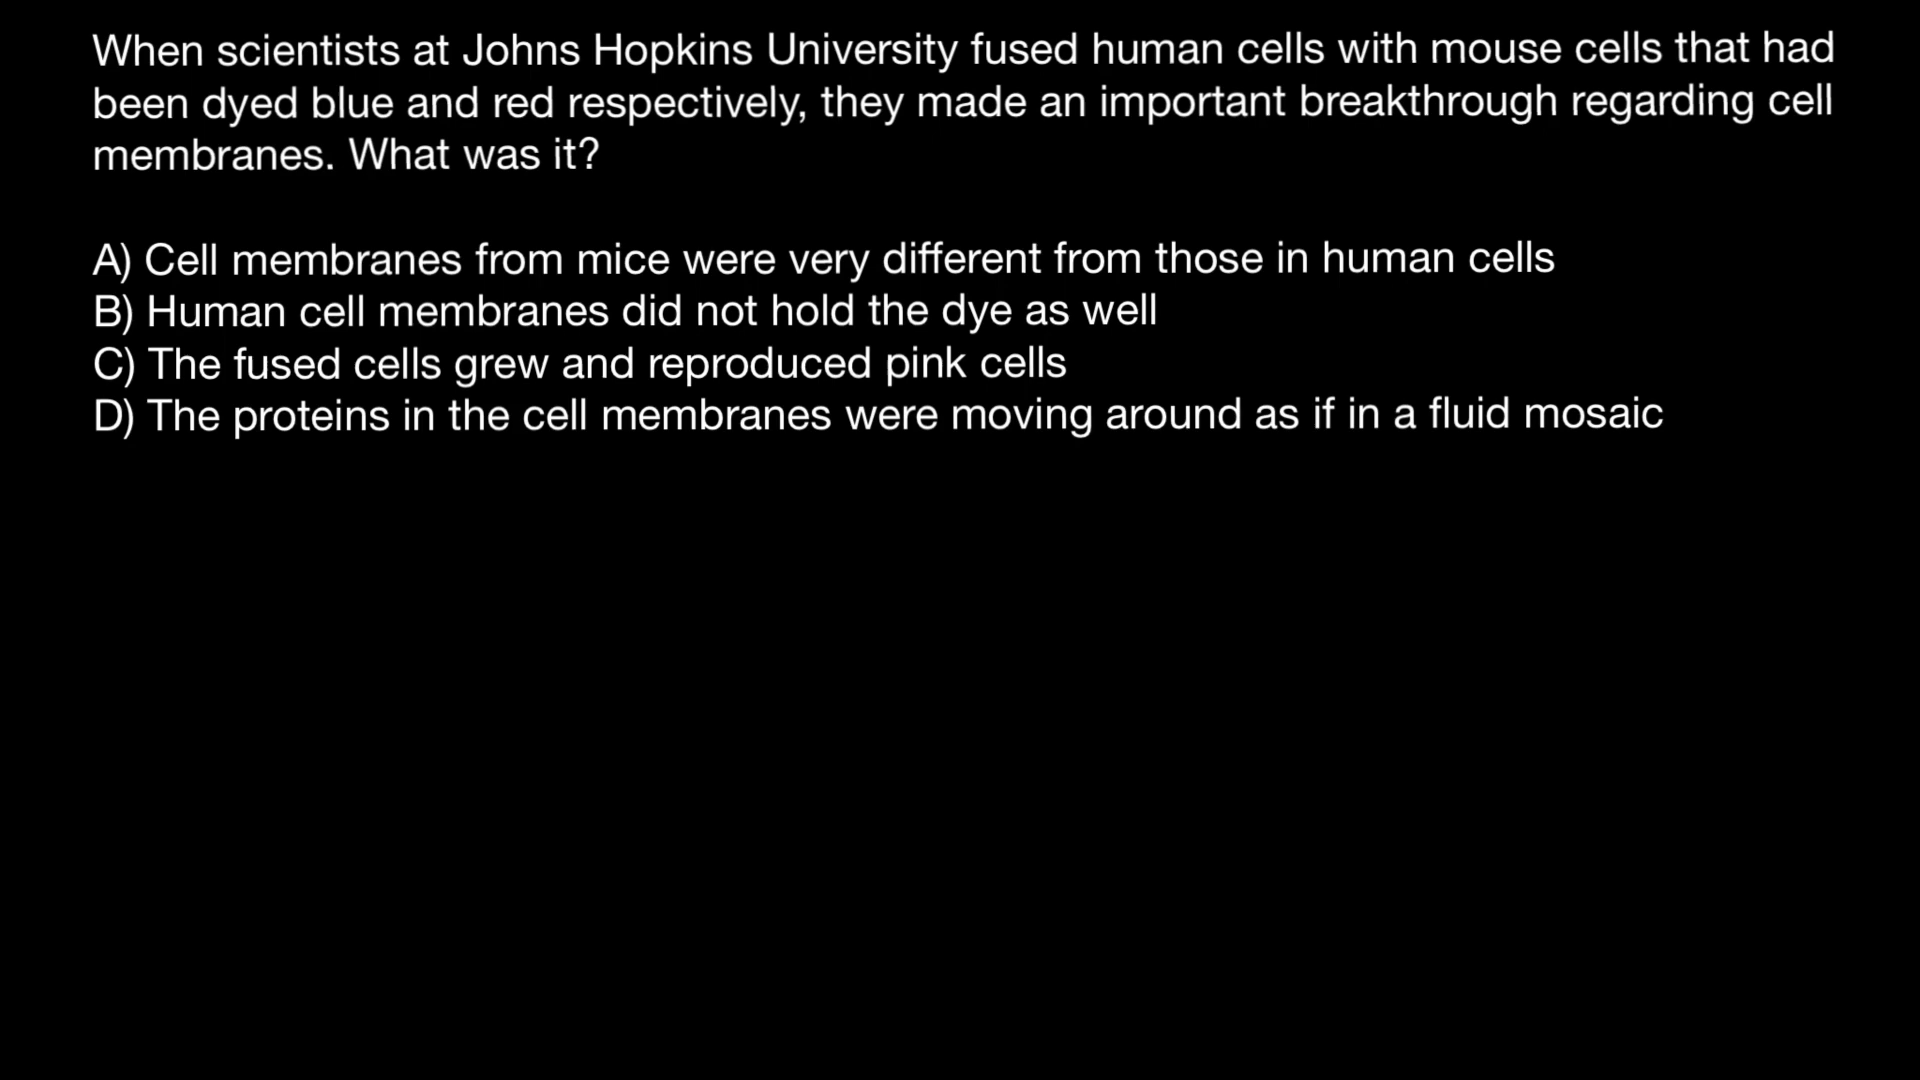 When scientists at Johns Hopkins University fused human cells with mouse cells that had
been dyed blue and red respectively, they made an important breakthrough regarding cell
membranes. What was it?
A) Cell membranes from mice were very different from those in human cells
B) Human cell membranes did not hold the dye as well
C) The fused cells grew and reproduced pink cells
D) The proteins in the cell membranes were moving around as if in a fluid mosaic